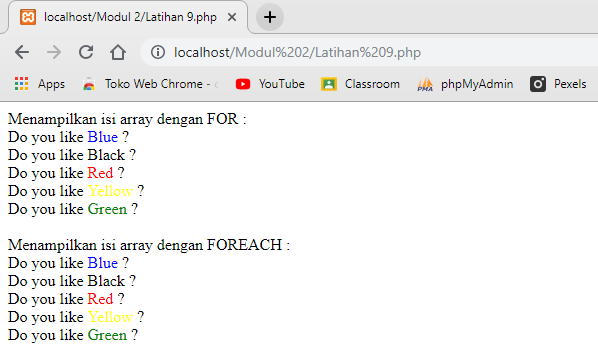 localhost/Modul 2/Latihan 9.php
localhost/Modul%202/Latihan%209.php
Apps Toko Web Chrome - YouTube Classroom PMA phpMyAdmin Pexels
Menampilkan isi array dengan FOR :
Do you like Blue ?
Do you like Black ?
Do you like Red ?
Do you like Yellow ?
Do you like Green ?
Menampilkan isi array dengan FOREACH :
Do you like Blue ?
Do you like Black ?
Do you like Red ?
Do you like Yellow ?
Do you like Green ?